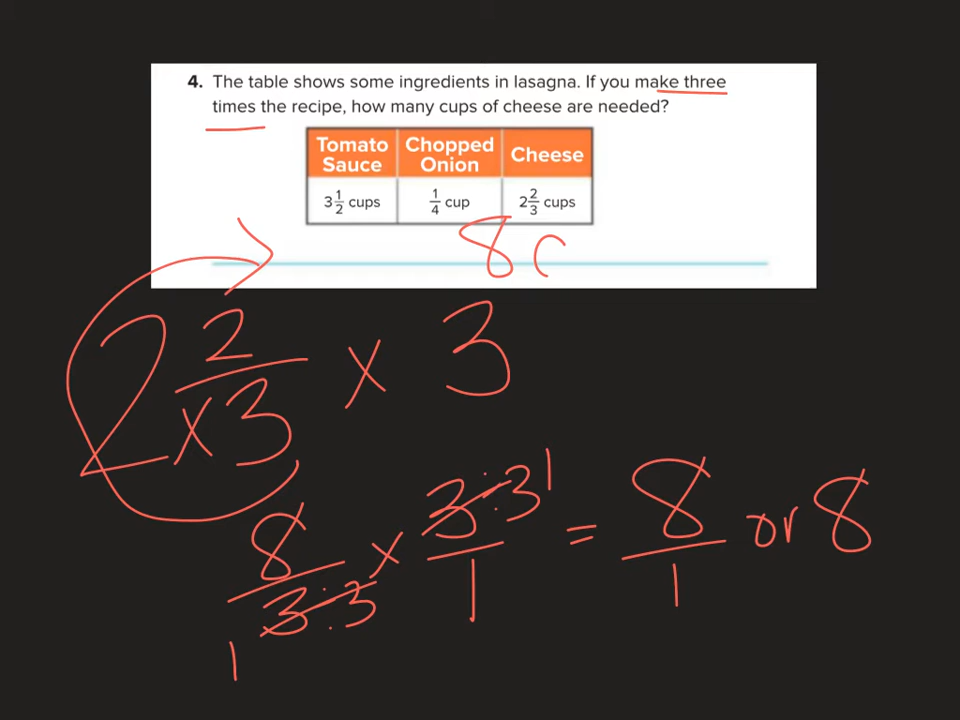 4. The table shows some ingredients in lasagna. If you make three
times the recipe, how many cups of cheese are needed?
Tomato Sauce Chopped Onion Cheese
3 1/2 cups 1/4 cup 2 2/3 cups
8 c
2 2/×3 × 3
8/3÷3 × 3÷3/1 = 8/1 or 8
1 1